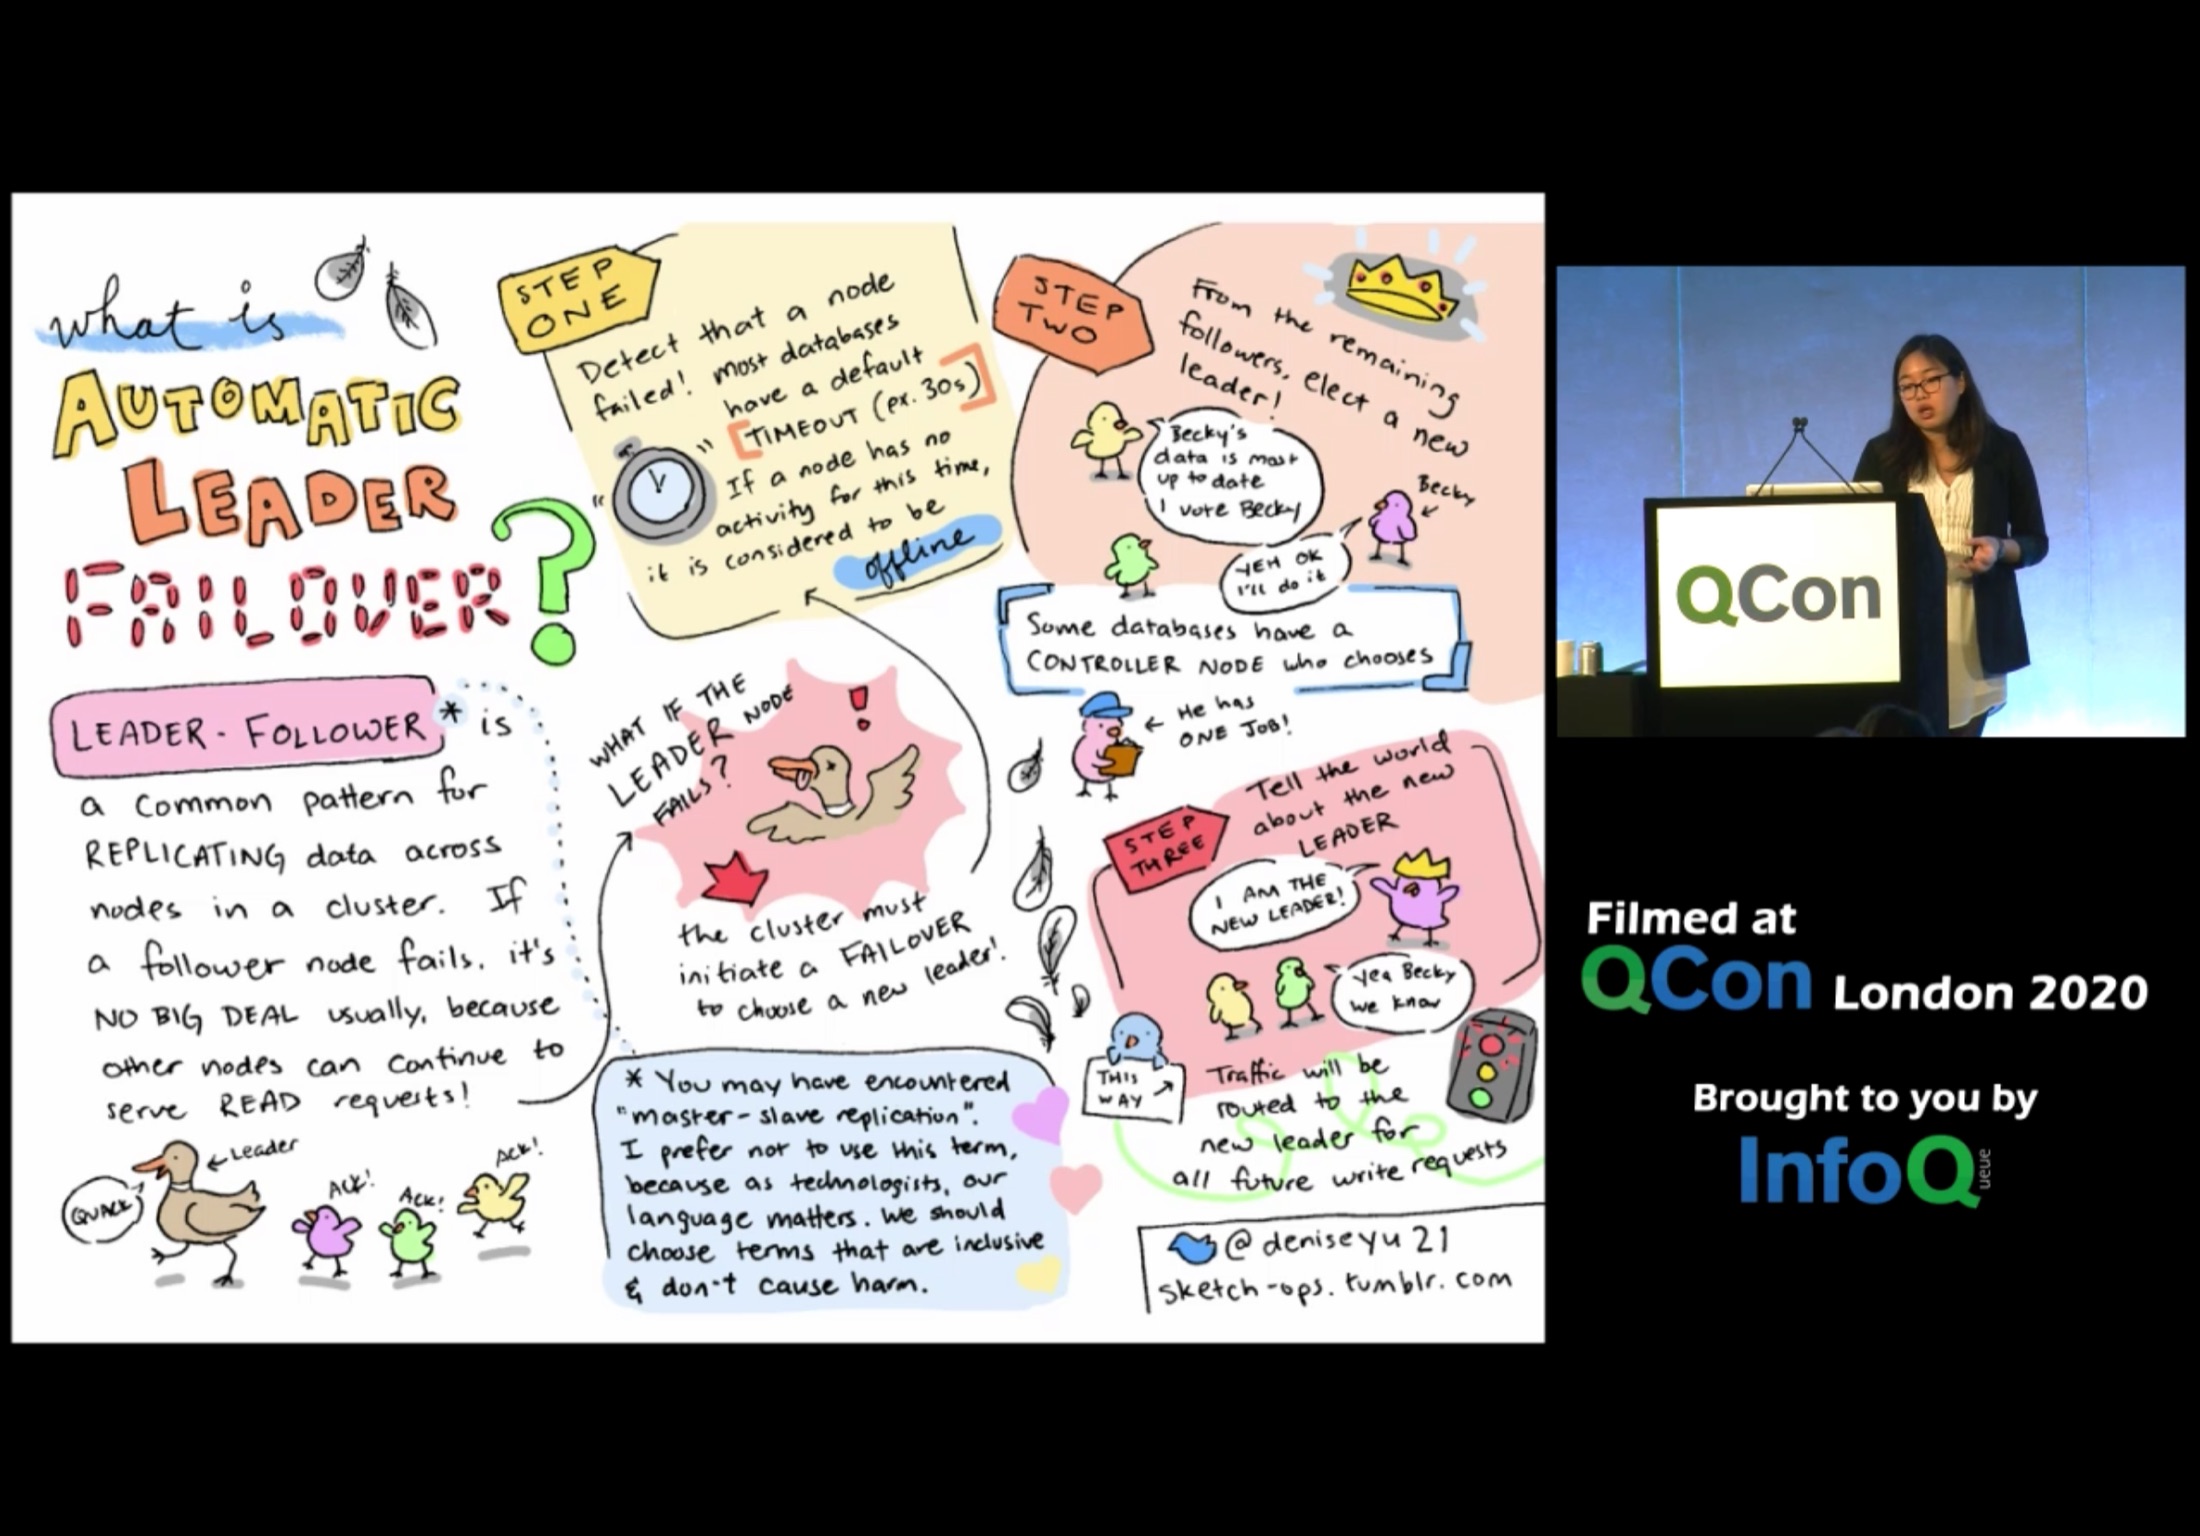 what is
AUTOMATIC
LEADER
FAILOVER?
LEADER-FOLLOWER * is
a common pattern for
REPLICATING data across
nodes in a cluster. If
a follower node fails, it's
NO BIG DEAL usually, because
other nodes can continue to
serve READ requests!
← Leader
QUACK
ACK!
ACK!
ACK!
STEP
ONE
Detect that a node
failed! most databases
have a default
[TIMEOUT (ex. 30s)]
" "
If a node has no
activity for this time,
it is considered to be
offline
WHAT IF THE
LEADER NODE
FAILS?
!
the cluster must
initiate a FAILOVER
to choose a new leader!
* You may have encountered
"master-slave replication".
I prefer not to use this term,
because as technologists, our
language matters. We should
choose terms that are inclusive
& don't cause harm.
STEP
TWO
From the remaining
followers, elect a new
leader!
Becky's
data is most
up to date
I vote Becky
Becky
YEH OK
I'll do it
Some databases have a
CONTROLLER NODE who chooses
← He has
ONE JOB!
STEP
THREE
Tell the world
about the new
LEADER
I AM THE
NEW LEADER!
yea Becky
we know
THIS
WAY →
Traffic will be
routed to the
new leader for
all future write requests
@deniseyu21
sketch-ops.tumblr.com
QCon
Filmed at
QCon London 2020
Brought to you by
InfoQueue